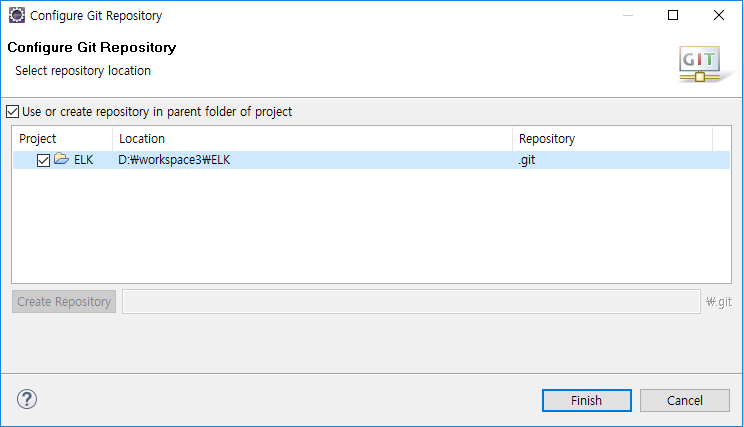 Configure Git Repository
Configure Git Repository
Select repository location
GIT
Use or create repository in parent folder of project
Project Location Repository
ELK D:₩workspace3₩ELK .git
Create Repository ₩.git
? Finish Cancel